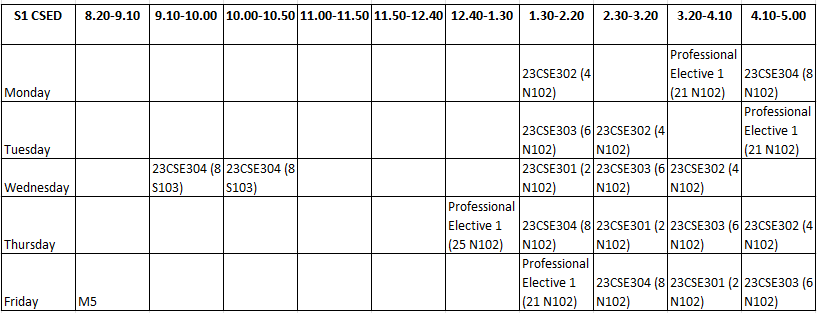 S1 CSED 8.20-9.10 9.10-10.00 10.00-10.50 11.00-11.50 11.50-12.40 12.40-1.30 1.30-2.20 2.30-3.20 3.20-4.10 4.10-5.00
Monday
23CSE302 (4
N102)
Professional
Elective 1
(21 N102)
23CSE304 (8
N102)
Tuesday
23CSE303 (6
N102)
23CSE302 (4
N102)
Professional
Elective 1
(21 N102)
Wednesday
23CSE304 (8
S103)
23CSE304 (8
S103)
23CSE301 (2
N102)
23CSE303 (6
N102)
23CSE302 (4
N102)
Thursday
Professional
Elective 1
(25 N102)
23CSE304 (8
N102)
23CSE301 (2
N102)
23CSE303 (6
N102)
23CSE302 (4
N102)
Friday
M5
Professional
Elective 1
(21 N102)
23CSE304 (8
N102)
23CSE301 (2
N102)
23CSE303 (6
N102)